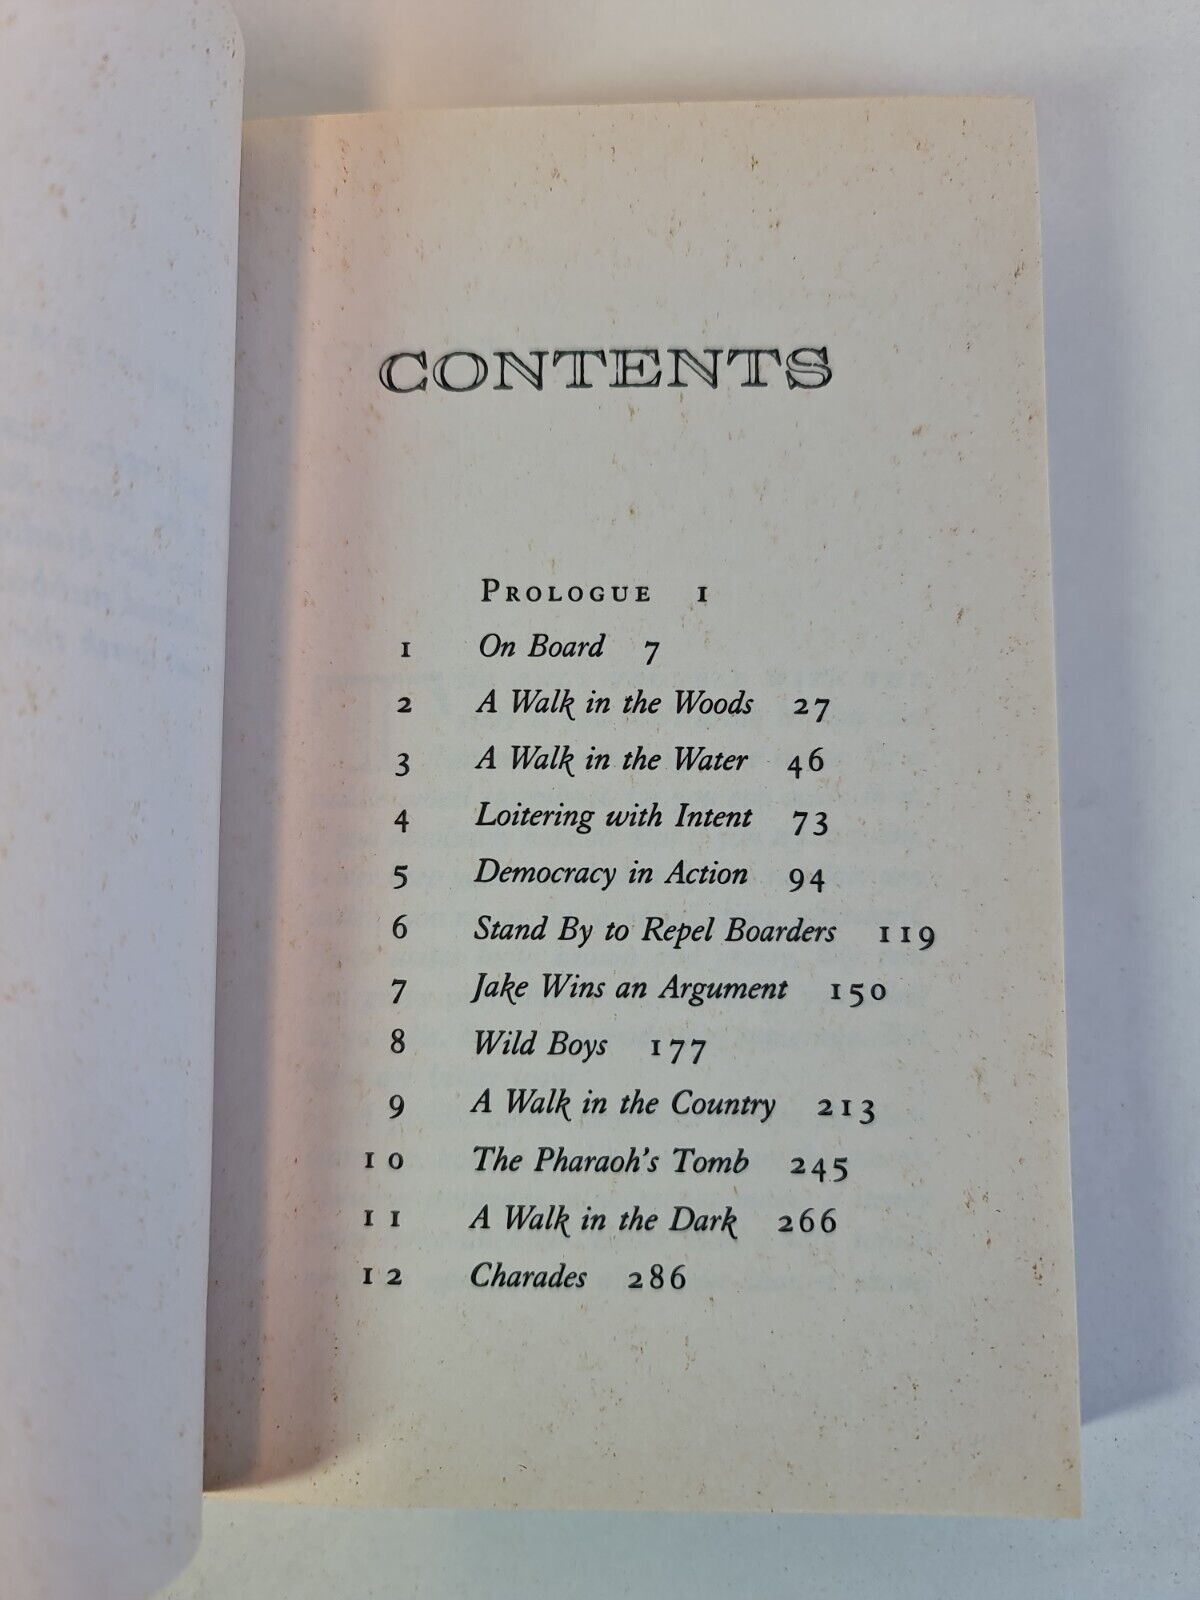 CONTENTS
PROLOGUE 1
1 On Board 7
2 A Walk in the Woods 27
3 A Walk in the Water 46
4 Loitering with Intent 73
5 Democracy in Action 94
6 Stand By to Repel Boarders 119
7 Jake Wins an Argument 150
8 Wild Boys 177
9 A Walk in the Country 213
10 The Pharaoh's Tomb 245
11 A Walk in the Dark 266
12 Charades 286